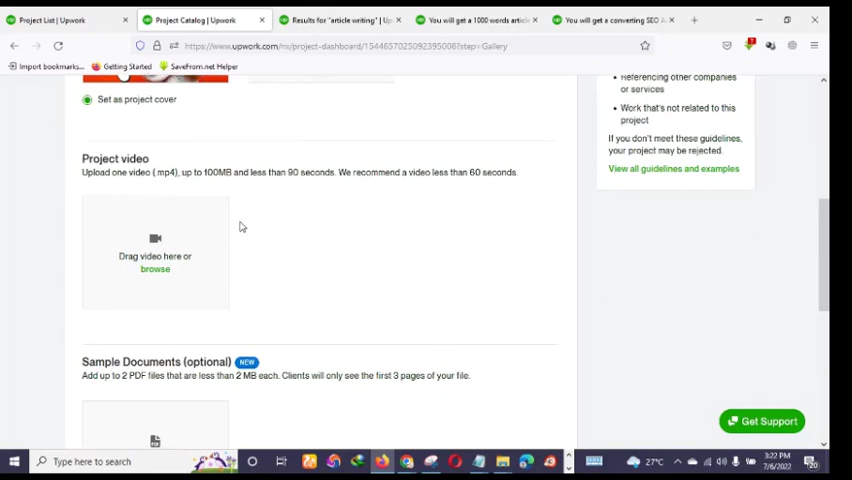 Project List | Upwork
Project Catalog | Upwork
Results for "article writing" | Up
You will get a 1000 words article
You will get a converting SEO A
https://www.upwork.com/nx/project-dashboard/1544657025092395008?step=Gallery
Import bookmarks...
Getting Started
SaveFrom.net Helper
Referencing other companies
or services
Set as project cover
Work that's not related to this
project
If you don't meet these guidelines,
your project may be rejected.
View all guidelines and examples
Project video
Upload one video (.mp4), up to 100MB and less than 90 seconds. We recommend a video less than 60 seconds.
Drag video here or
browse
Sample Documents (optional) NEW
Add up to 2 PDF files that are less than 2 MB each. Clients will only see the first 3 pages of your file.
PDF
Get Support
Type here to search
27°C
3:22 PM
7/6/2022
20